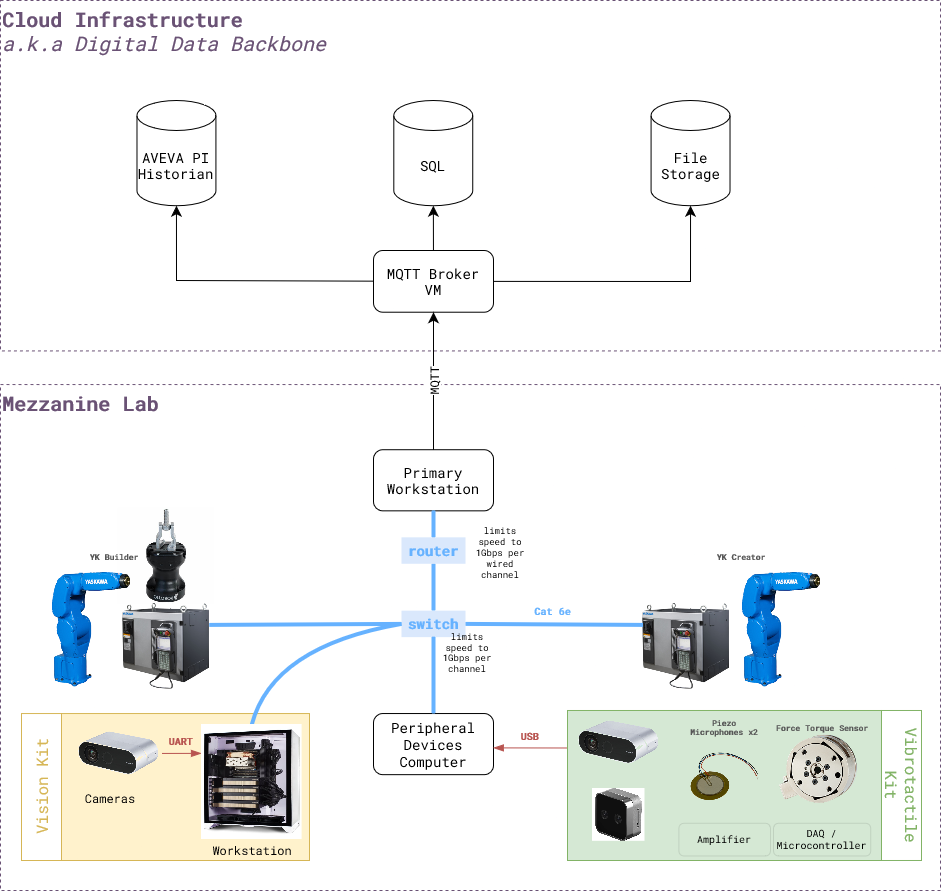 Cloud Infrastructure
a.k.a Digital Data Backbone
AVEVA PI
Historian
SQL
File
Storage
MQTT Broker
VM
MQTT
Mezzanine Lab
Primary
Workstation
router
limits
speed to
1Gbps per
wired
channel
YK Builder
YASKAWA
YK Creator
YASKAWA
Cat 6e
switch
limits
speed to
1Gbps per
channel
Vision Kit
UART
Cameras
Workstation
Peripheral
Devices
Computer
USB
Piezo
Microphomes x2
Force Torque Sensor
Amplifier
DAQ /
Microcontroller
Vibrotactile
Kit